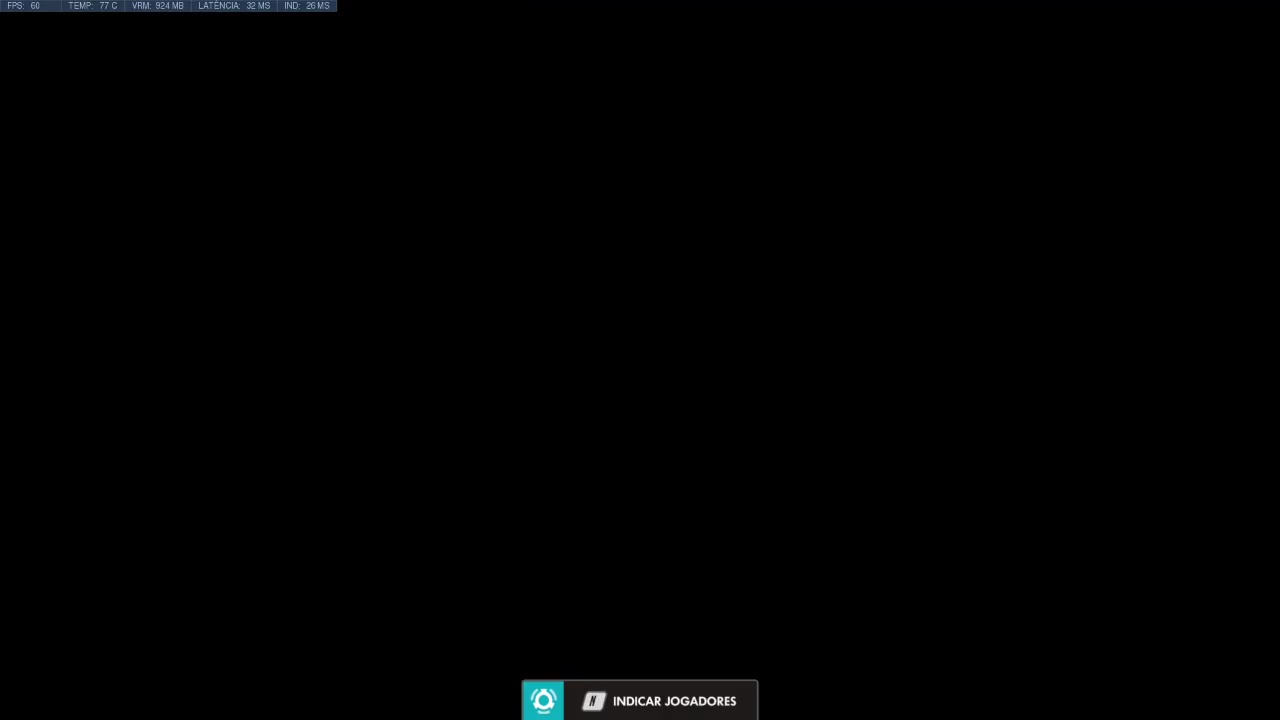 FPS: 60 TEMP: 77 C VRM: 924 MB LATÊNCIA: 32 MS IND: 26 MS
N INDICAR JOGADORES